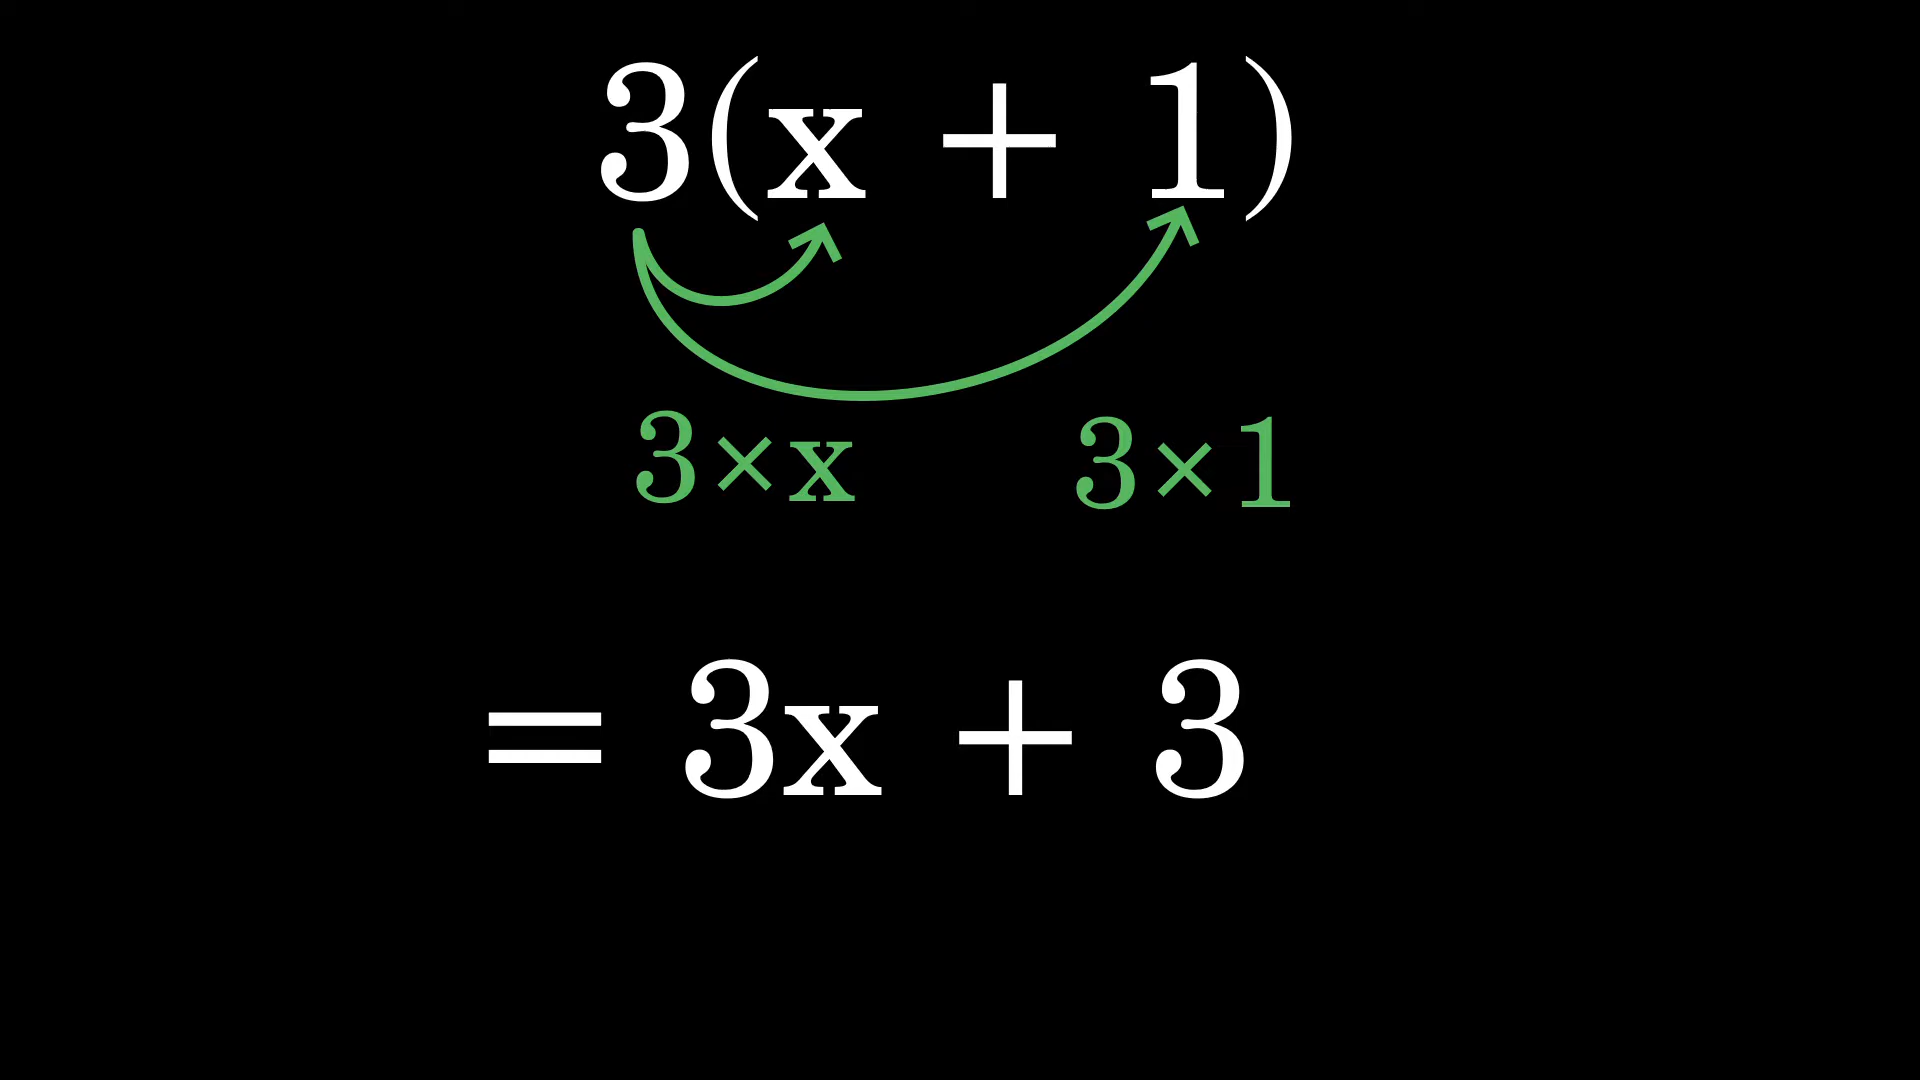 3(x + 1)
3×x 3×1
= 3x + 3